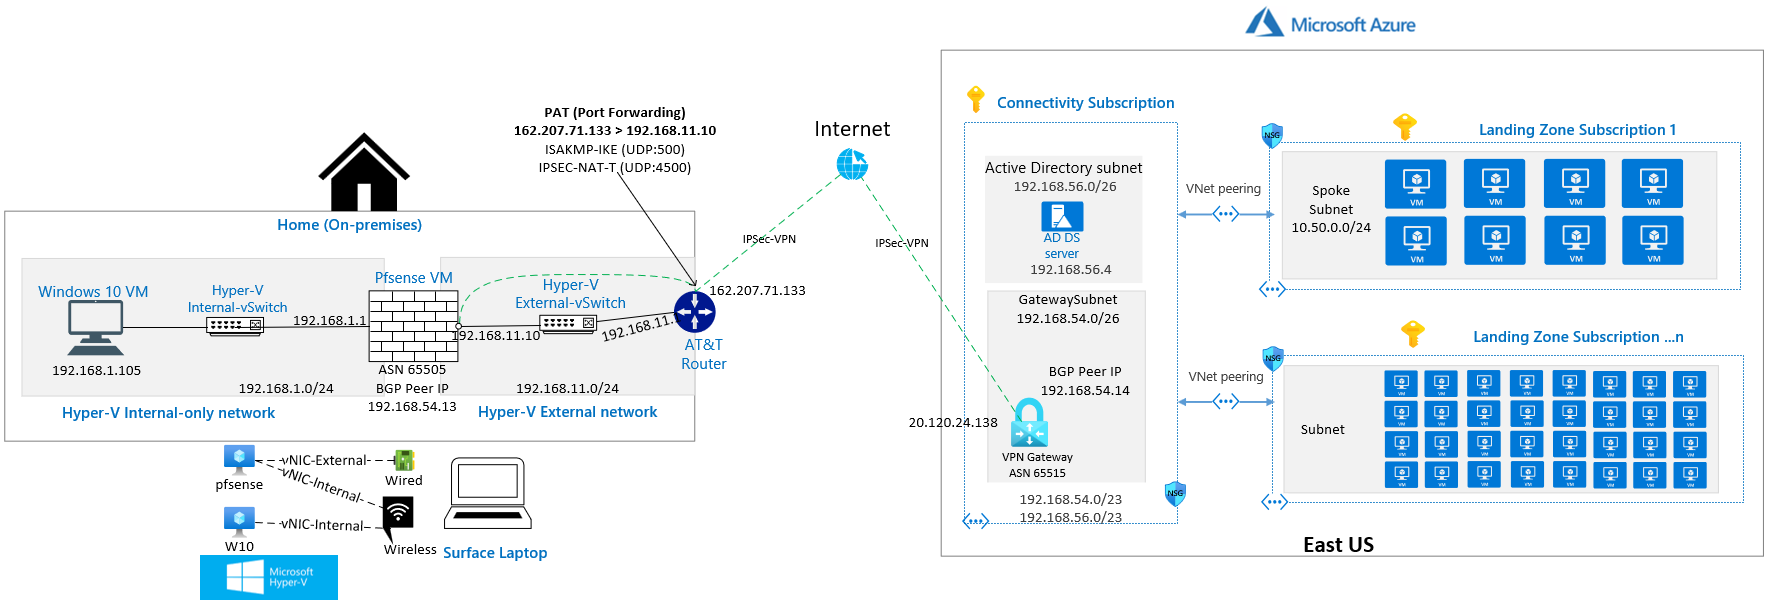 Microsoft Azure
PAT (Port Forwarding)
162.207.71.133 > 192.168.11.10
ISAKMP-IKE (UDP:500)
IPSEC-NAT-T (UDP:4500)
Internet
IPSec-VPN
IPSec-VPN
Home (On-premises)
Windows 10 VM
192.168.1.105
Hyper-V
Internal-vSwitch
192.168.1.1
192.168.1.0/24
Hyper-V Internal-only network
Pfsense VM
ASN 65505
BGP Peer IP
192.168.54.13
192.168.11.10
Hyper-V
External-vSwitch
192.168.11.
192.168.11.0/24
Hyper-V External network
162.207.71.133
AT&T
Router
pfsense
vNIC-External
Wired
vNIC-Internal
W10
vNIC-Internal
Wireless
Surface Laptop
Microsoft
Hyper-V
Connectivity Subscription
Active Directory subnet
192.168.56.0/26
AD DS
server
192.168.56.4
GatewaySubnet
192.168.54.0/26
BGP Peer IP
192.168.54.14
20.120.24.138
VPN Gateway
ASN 65515
192.168.54.0/23
192.168.56.0/23
NSG
VNet peering
VNet peering
NSG
Landing Zone Subscription 1
Spoke
Subnet
10.50.0.0/24
VM VM VM VM
VM VM VM VM
NSG
Landing Zone Subscription ...n
Subnet
VM VM VM VM VM VM VM VM
VM VM VM VM VM VM VM VM
VM VM VM VM VM VM VM VM
VM VM VM VM VM VM VM VM
East US